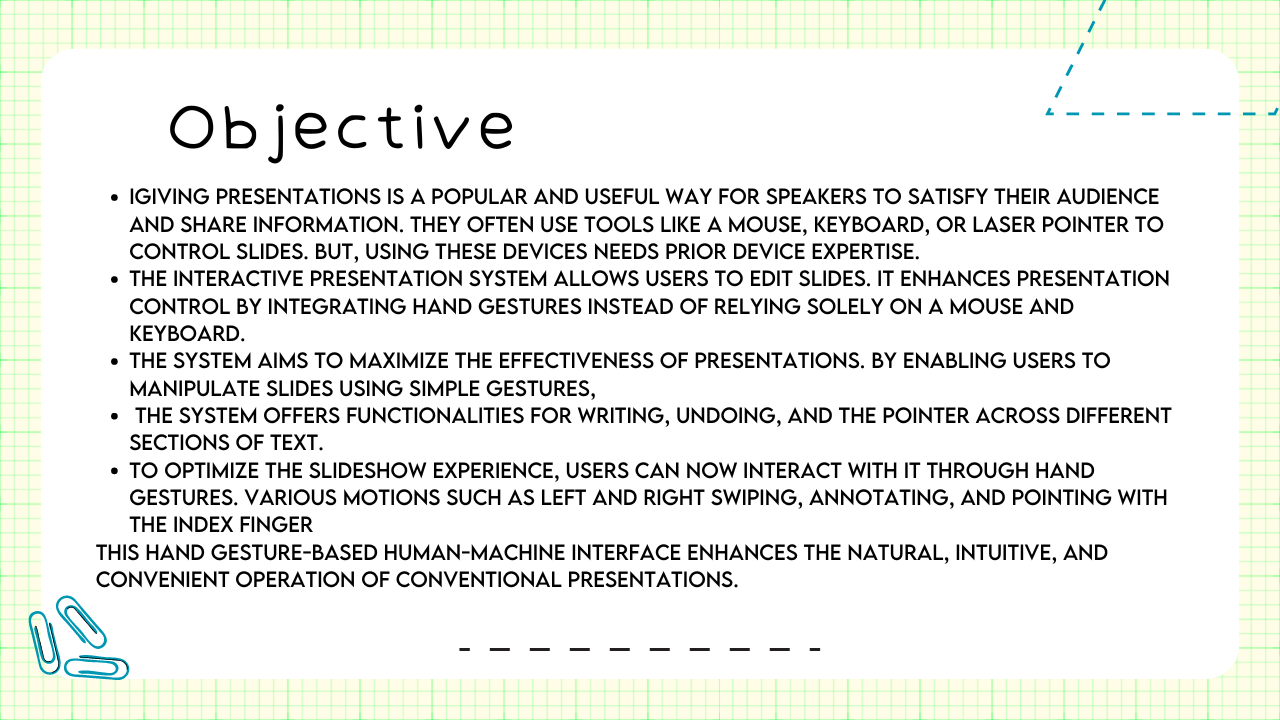 Objective
• IGIVING PRESENTATIONS IS A POPULAR AND USEFUL WAY FOR SPEAKERS TO SATISFY THEIR AUDIENCE
AND SHARE INFORMATION. THEY OFTEN USE TOOLS LIKE A MOUSE, KEYBOARD, OR LASER POINTER TO
CONTROL SLIDES. BUT, USING THESE DEVICES NEEDS PRIOR DEVICE EXPERTISE.
• THE INTERACTIVE PRESENTATION SYSTEM ALLOWS USERS TO EDIT SLIDES. IT ENHANCES PRESENTATION
CONTROL BY INTEGRATING HAND GESTURES INSTEAD OF RELYING SOLELY ON A MOUSE AND
KEYBOARD.
• THE SYSTEM AIMS TO MAXIMIZE THE EFFECTIVENESS OF PRESENTATIONS. BY ENABLING USERS TO
MANIPULATE SLIDES USING SIMPLE GESTURES,
• THE SYSTEM OFFERS FUNCTIONALITIES FOR WRITING, UNDOING, AND THE POINTER ACROSS DIFFERENT
SECTIONS OF TEXT.
• TO OPTIMIZE THE SLIDESHOW EXPERIENCE, USERS CAN NOW INTERACT WITH IT THROUGH HAND
GESTURES. VARIOUS MOTIONS SUCH AS LEFT AND RIGHT SWIPING, ANNOTATING, AND POINTING WITH
THE INDEX FINGER
THIS HAND GESTURE-BASED HUMAN-MACHINE INTERFACE ENHANCES THE NATURAL, INTUITIVE, AND
CONVENIENT OPERATION OF CONVENTIONAL PRESENTATIONS.